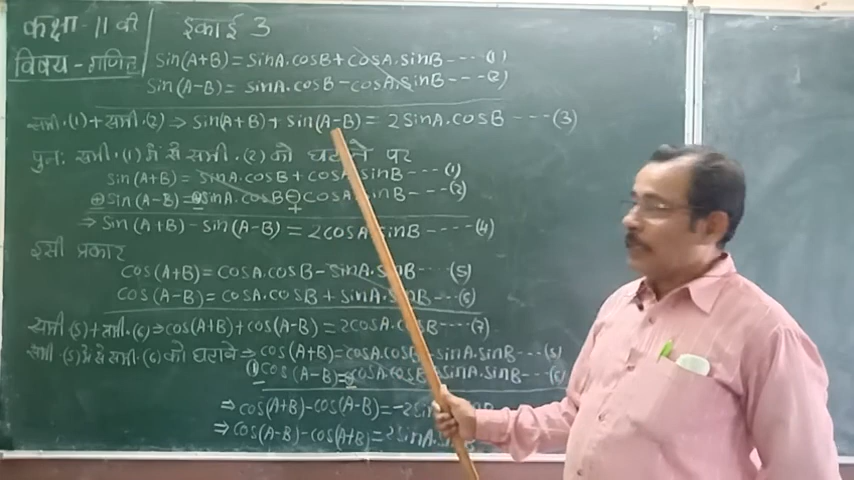 कक्षा-11 वी इकाई 3
विषय-गणित
sin(A+B)=sinA.cosB+cosA.sinB ---- (1)
sin(A-B)=sinA.cosB-cosA.sinB ---- (2)
समी.(1)+समी.(2)⇒ sin(A+B)+sin(A-B)= 2sinA.cosB --- (3)
पुनः समी.(1) में से समी.(2) को घटाने पर
sin(A+B)=sinA.cosB+cosA.sinB ---- (1)
sin(A-B)=sinA.cosB-cosA.sinB ---- (2)
⇒ sin(A+B)-sin(A-B)=2cosA.sinB ---- (4)
इसी प्रकार
cos(A+B)=cosA.cosB-sinA.sinB --- (5)
cos(A-B)=cosA.cosB+sinA.sinB --- (6)
समी(5)+समी.(6)⇒cos(A+B)+cos(A-B)=2cosA.cosB ---- (7)
समी.(5) में से समी.(6) को घटावे ⇒ cos(A+B)=cosA.cosB-sinA.sinB --- (5)
cos(A-B)=cosA.cosB sinA.sinB --- (6)
⇒cos(A+B)-cos(A-B)=-2
⇒cos(A-B)-cos(A+B)=2sinA.